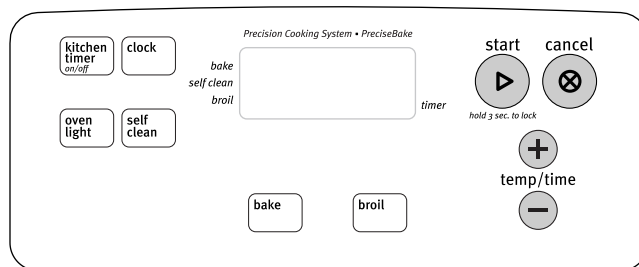 Precision Cooking System • PreciseBake
kitchen
timer
on/off
clock
bake
self clean
broil
timer
start
cancel
hold 3 sec. to lock
oven
light
self
clean
temp/time
bake
broil